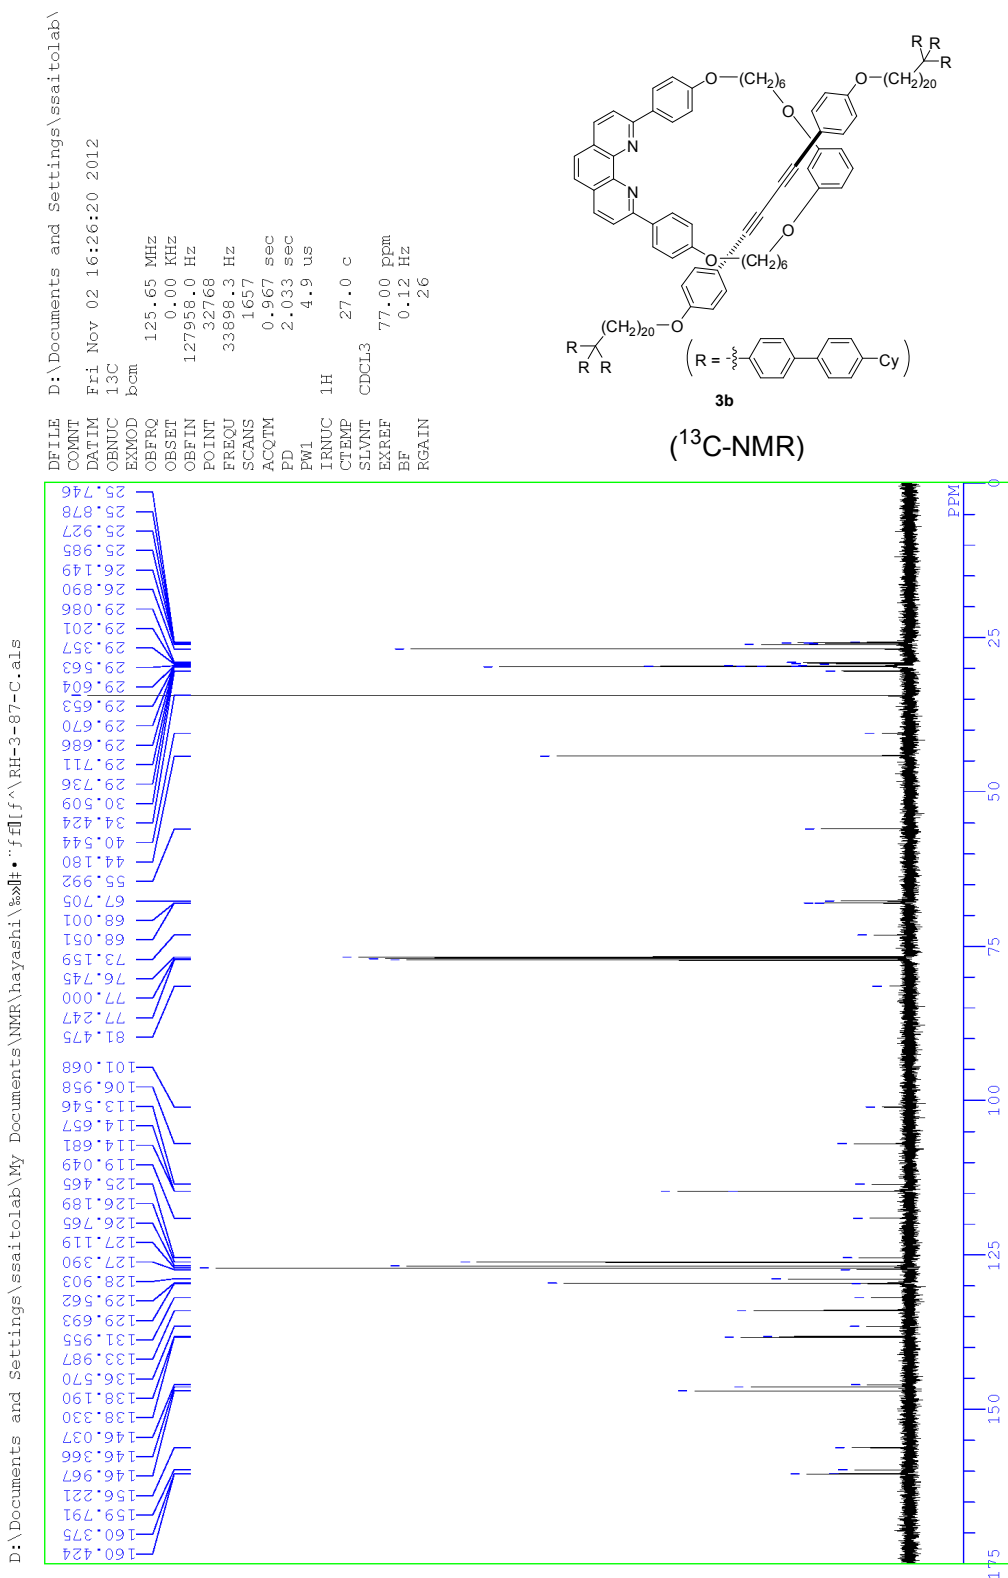 D:\Documents and Settings\ssaitolab\My Documents\NMR\hayashi\
\RH-3-87-C.als
DFILE D:\Documents and Settings\ssaitolab\
COMNT
DATIM Fri Nov 02 16:26:20 2012
OBNUC 13C
EXMOD bcm
OBFRQ 125.65 MHz
OBSET 0.00 KHz
OBFIN 127958.0 Hz
POINT 32768
FREQU 33898.3 Hz
SCANS 1657
ACQTM 0.967 sec
PD 2.033 sec
PW1 4.9 us
IRNUC 1H
CTEMP 27.0 c
SLVNT CDCL3
EXREF 77.00 ppm
BF 0.12 Hz
RGAIN 26
R R
R
(CH2)20
O
O (CH2)6
O
N
N
O
O (CH2)6
(CH2)20 O
R
R R
(R = Cy)
3b
(13C-NMR)
25.746
25.878
25.927
25.985
26.149
26.890
29.086
29.201
29.357
29.563
29.604
29.653
29.670
29.686
29.711
29.736
30.509
34.424
40.544
44.180
55.992
67.705
68.001
68.051
73.159
76.745
77.000
77.247
81.475
101.068
106.958
113.546
114.657
114.681
119.049
125.465
126.189
126.765
127.119
127.390
128.903
129.562
129.693
131.955
133.987
136.570
138.190
138.330
146.037
146.366
146.967
156.221
159.791
160.375
160.424
PPM
0
25
50
75
100
125
150
175